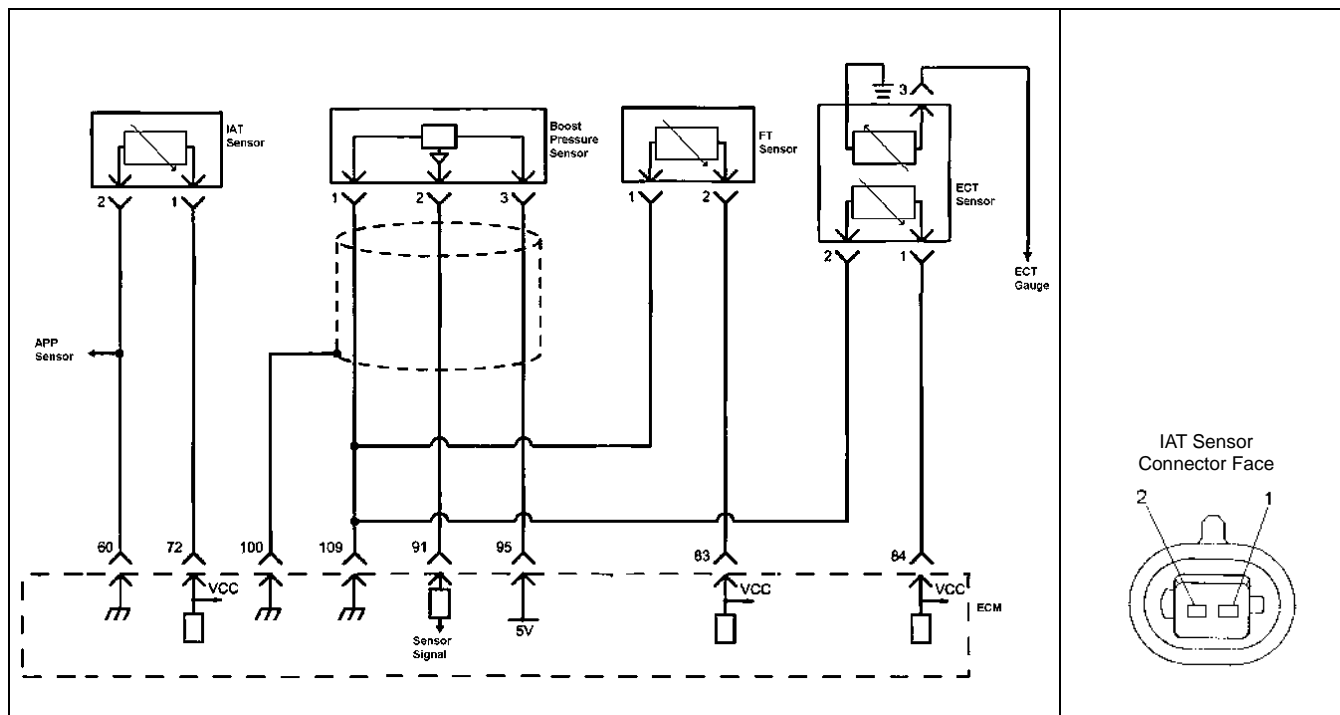 IAT
Sensor
Boost
Pressure
Sensor
FT
Sensor
3
ECT
Sensor
2 1
1 2 3
1 2
2 1
ECT
Gauge
APP
Sensor
60 72 100 109 91 95 83 84
VCC
VCC
VCC
ECM
Sensor
Signal
5V
IAT Sensor
Connector Face
2 1